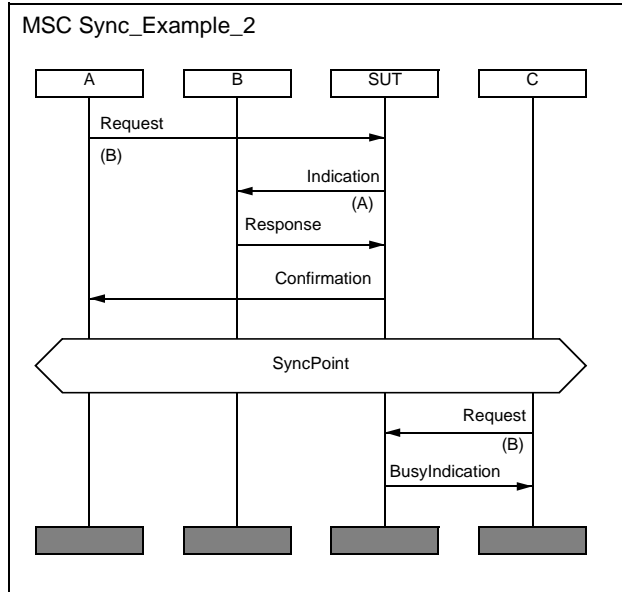 MSC Sync_Example_2
A B SUT C
Request
(B)
Indication
(A)
Response
Confirmation
SyncPoint
Request
(B)
BusyIndication